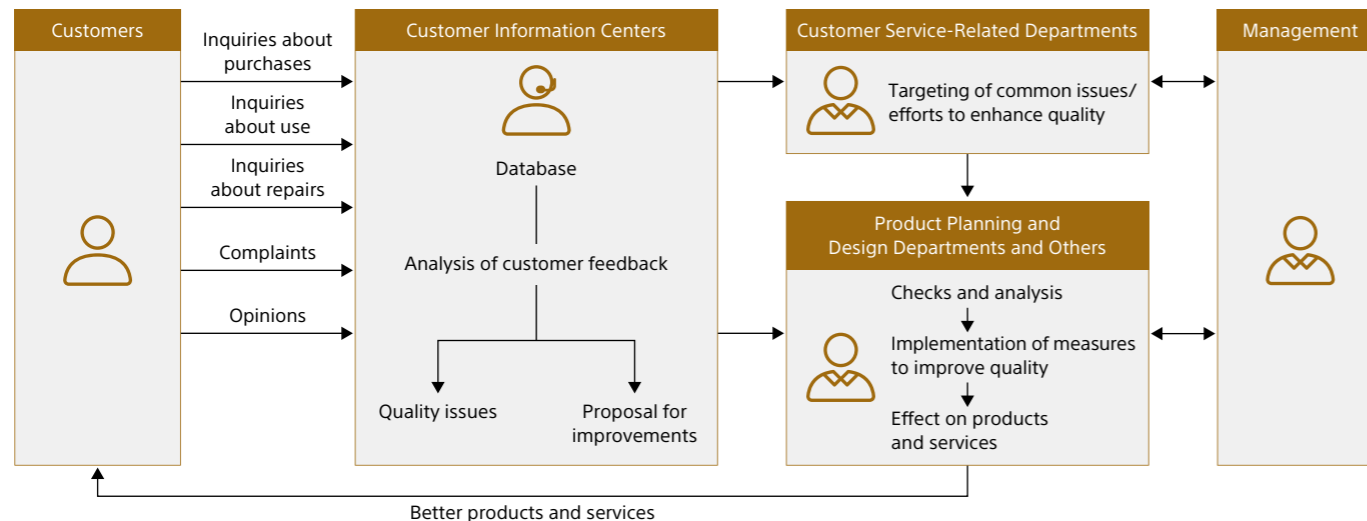 Customers
Inquiries about
purchases
Inquiries
about use
Inquiries
about repairs
Complaints
Opinions
Customer Information Centers
Database
Analysis of customer feedback
Quality issues
Proposal for
improvements
Customer Service-Related Departments
Targeting of common issues/
efforts to enhance quality
Product Planning and
Design Departments and Others
Checks and analysis
Implementation of measures
to improve quality
Effect on products
and services
Management
Better products and services